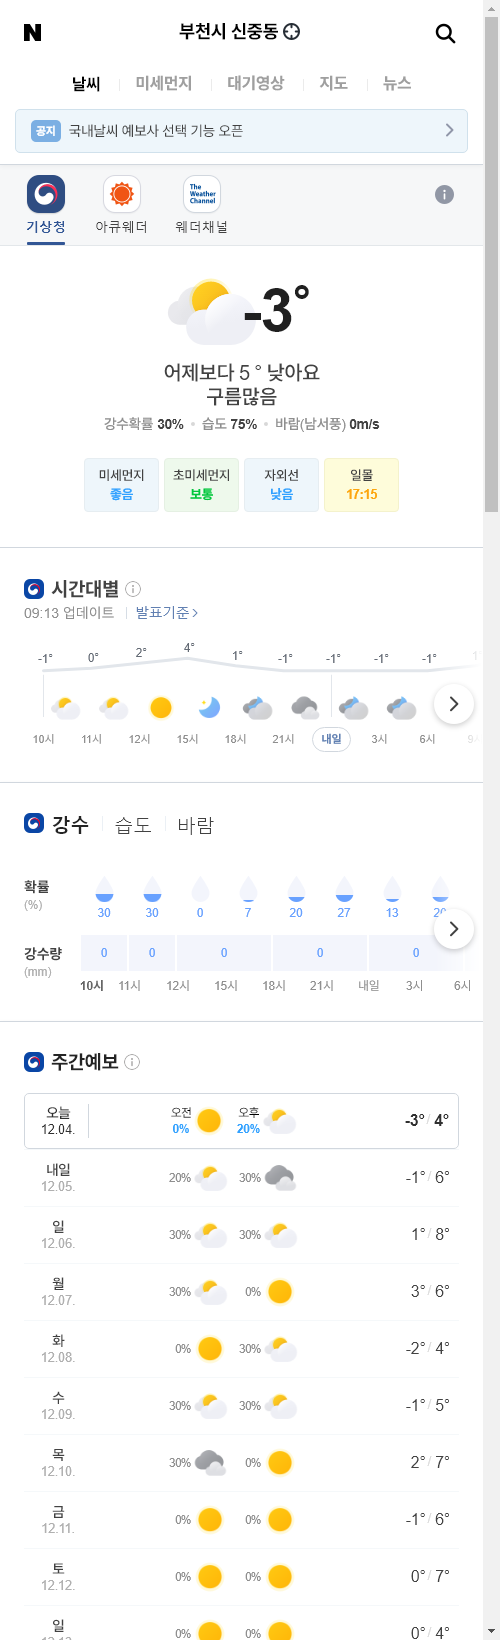 N
부천시 신중동
날씨 미세먼지 대기영상 지도 뉴스
공지 국내날씨 예보사 선택 기능 오픈
The Weather Channel
기상청 아큐웨더 웨더채널
-3°
어제보다 5 ° 낮아요
구름많음
강수확률 30% 습도 75% 바람(남서풍) 0m/s
미세먼지 초미세먼지 자외선 일몰
좋음 보통 낮음 17:15
시간대별
09:13 업데이트 발표기준
-1° 0° 2° 4° 1° -1° -1° -1° -1°
10시 11시 12시 15시 18시 21시 내일 3시 6시
강수 습도 바람
확률
(%)
30 30 0 7 20 27 13 20
강수량
(mm)
0 0 0 0 0
10시 11시 12시 15시 18시 21시 내일 3시 6시
주간예보
오늘 오전 오후
12.04. 0% 20% -3° / 4°
내일
12.05. 20% 30% -1° / 6°
일
12.06. 30% 30% 1° / 8°
월
12.07. 30% 0% 3° / 6°
화
12.08. 0% 30% -2° / 4°
수
12.09. 30% 30% -1° / 5°
목
12.10. 30% 0% 2° / 7°
금
12.11. 0% 0% -1° / 6°
토
12.12. 0% 0% 0° / 7°
일
0% 0% 0° / 4°